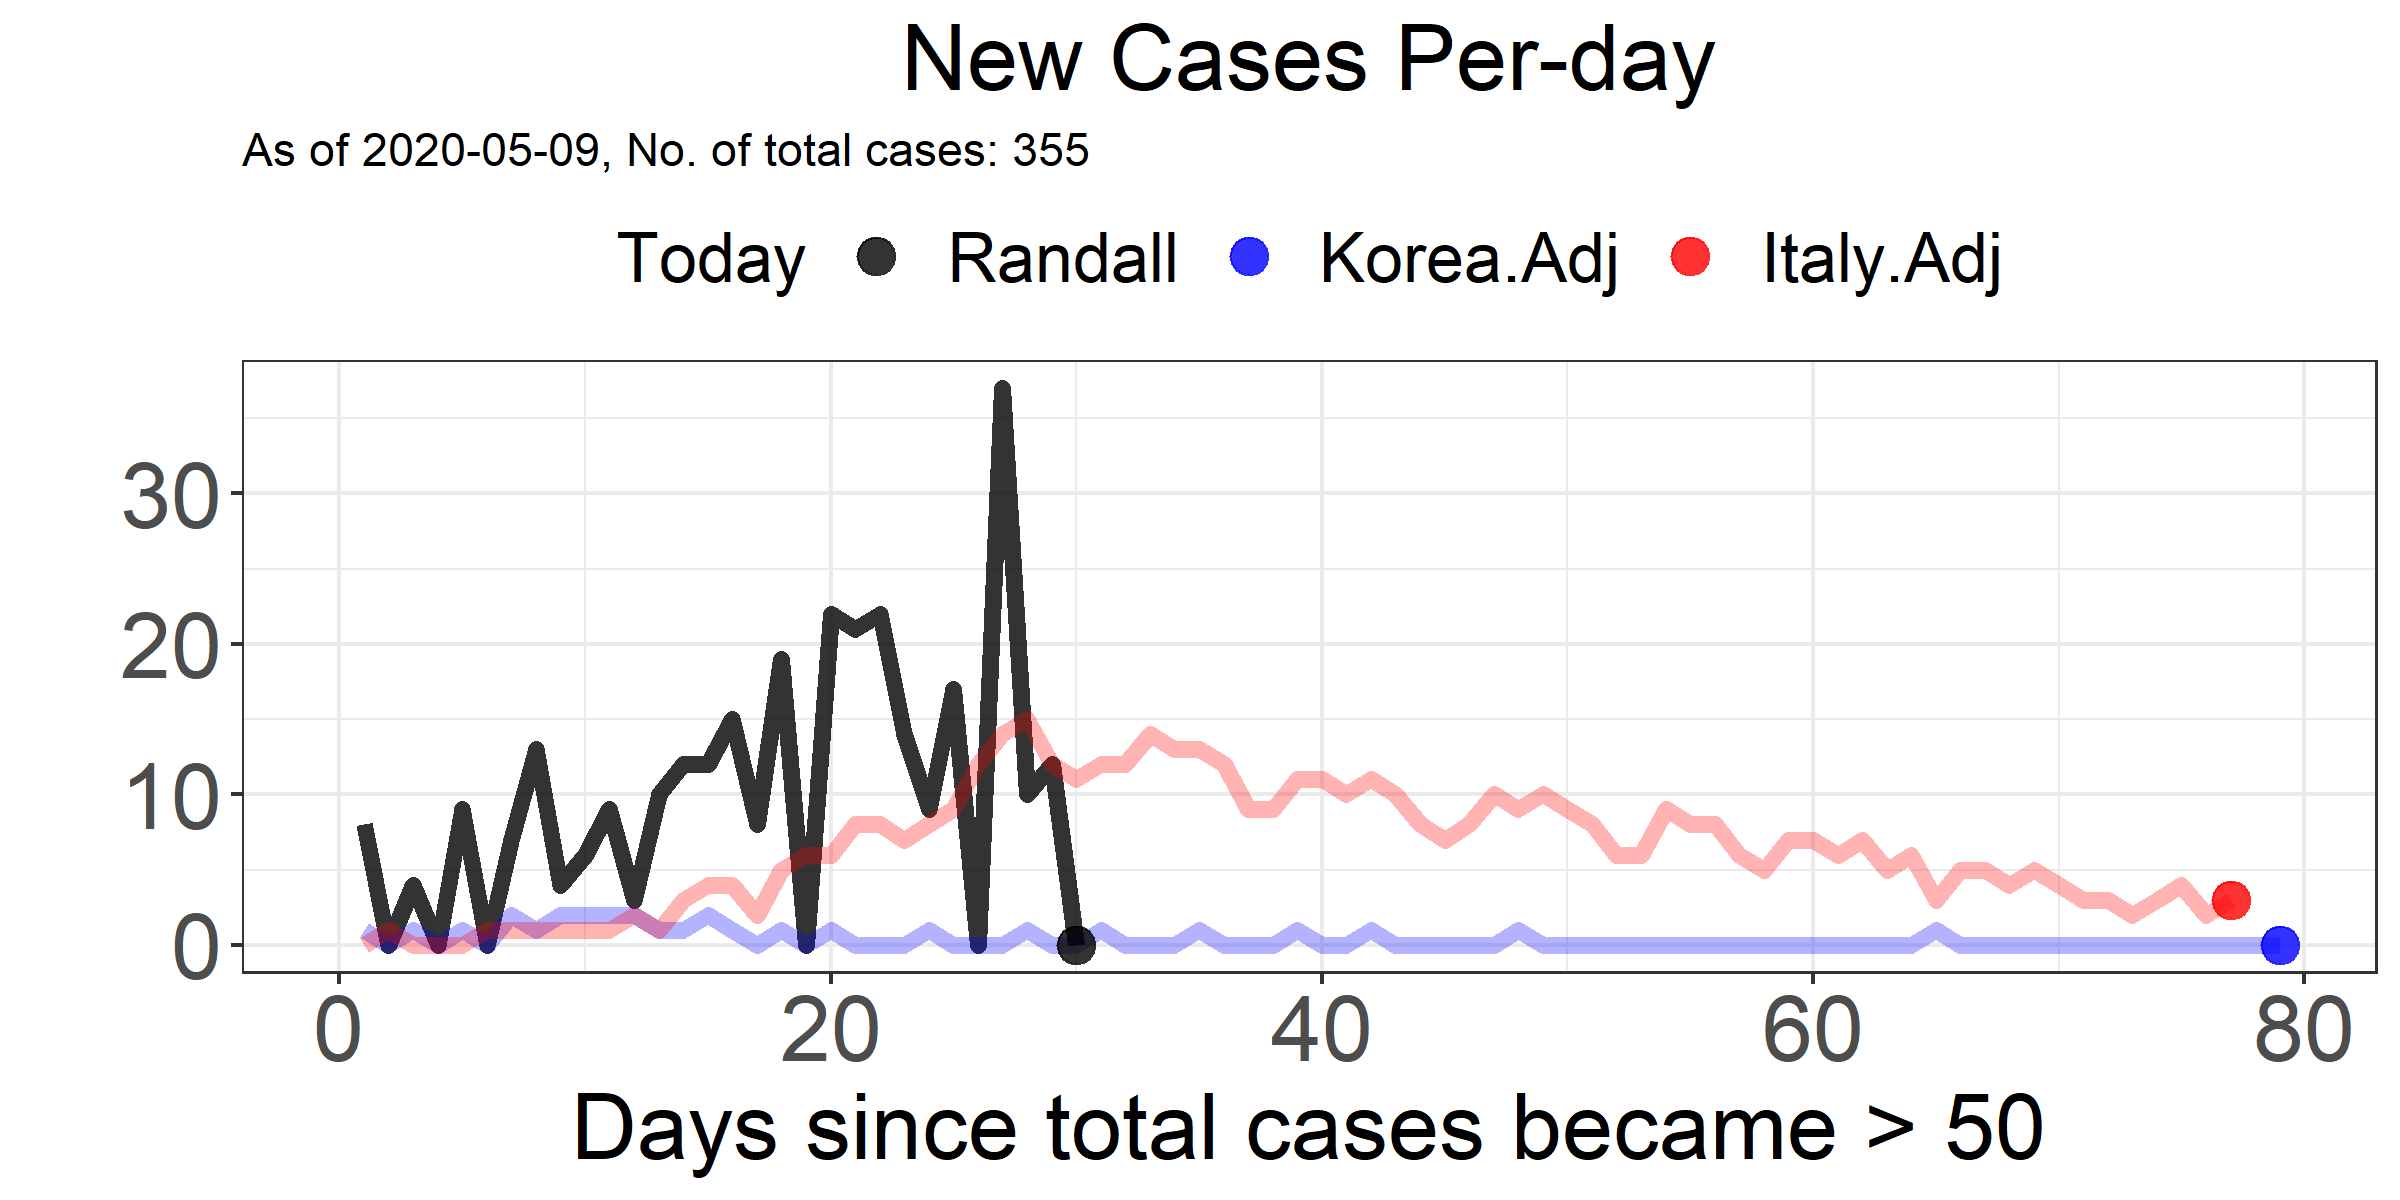 New Cases Per-day
As of 2020-05-09, No. of total cases: 355
Today Randall Korea.Adj Italy.Adj
30
20
10
0
0 20 40 60 80
Days since total cases became > 50